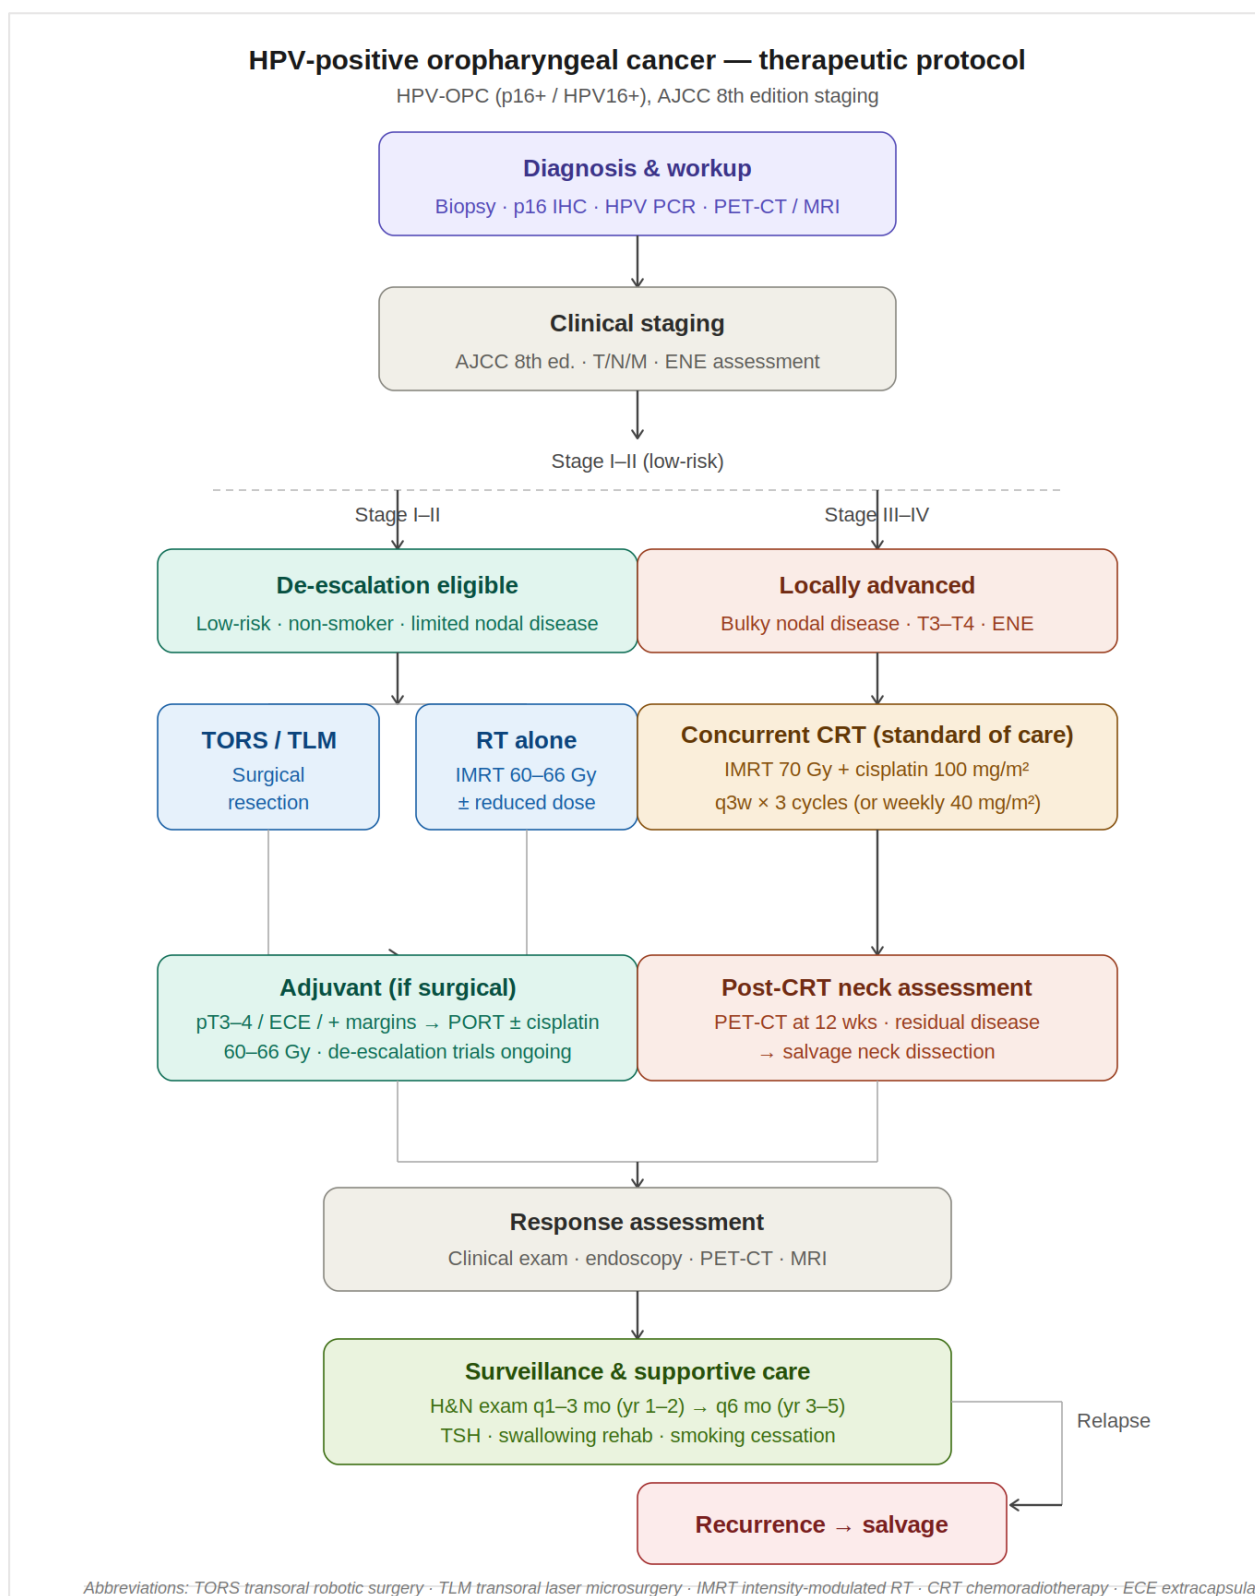 HPV-positive oropharyngeal cancer — therapeutic protocol
HPV-OPC (p16+ / HPV16+), AJCC 8th edition staging
Diagnosis & workup
Biopsy · p16 IHC · HPV PCR · PET-CT / MRI
Clinical staging
AJCC 8th ed. · T/N/M · ENE assessment
Stage I–II (low-risk)
Stage I–II
Stage III–IV
De-escalation eligible
Low-risk · non-smoker · limited nodal disease
Locally advanced
Bulky nodal disease · T3–T4 · ENE
TORS / TLM
Surgical
resection
RT alone
IMRT 60–66 Gy
± reduced dose
Concurrent CRT (standard of care)
IMRT 70 Gy + cisplatin 100 mg/m²
q3w × 3 cycles (or weekly 40 mg/m²)
Adjuvant (if surgical)
pT3–4 / ECE / + margins → PORT ± cisplatin
60–66 Gy · de-escalation trials ongoing
Post-CRT neck assessment
PET-CT at 12 wks · residual disease
→ salvage neck dissection
Response assessment
Clinical exam · endoscopy · PET-CT · MRI
Surveillance & supportive care
H&N exam q1–3 mo (yr 1–2) → q6 mo (yr 3–5)
TSH · swallowing rehab · smoking cessation
Relapse
Recurrence → salvage
Abbreviations: TORS transoral robotic surgery · TLM transoral laser microsurgery · IMRT intensity-modulated RT · CRT chemoradiotherapy · ECE